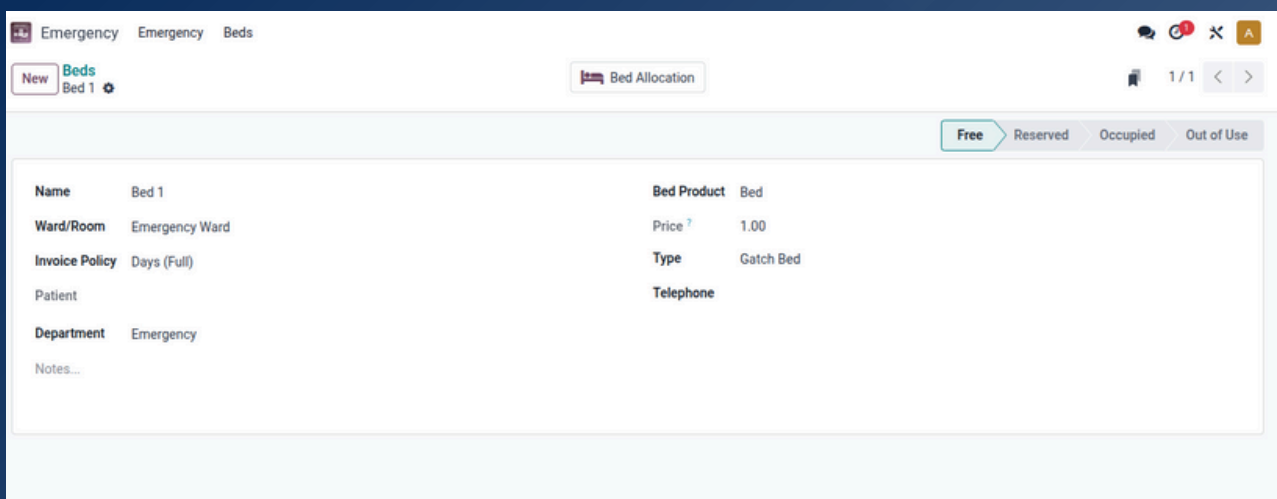 Emergency Emergency Beds 1 A
New Beds Bed Allocation 1 / 1
Bed 1
Free Reserved Occupied Out of Use
Name Bed 1 Bed Product Bed
Ward/Room Emergency Ward Price ? 1.00
Invoice Policy Days (Full) Type Gatch Bed
Patient Telephone
Department Emergency
Notes...